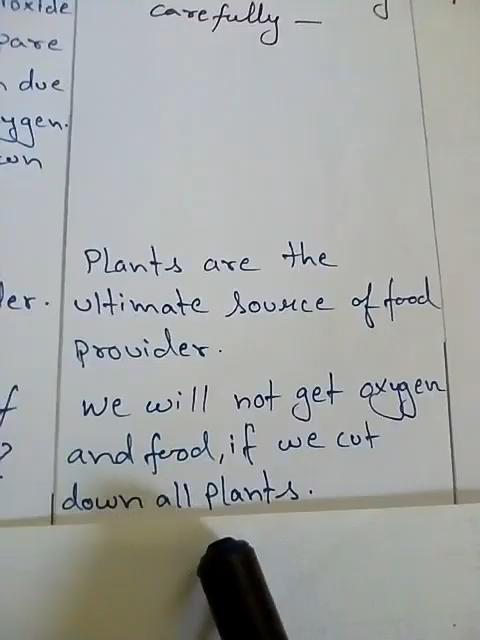 carefully –
Plants are the
ultimate source of food
provider.
we will not get oxygen
and food, if we cut
down all plants.
due